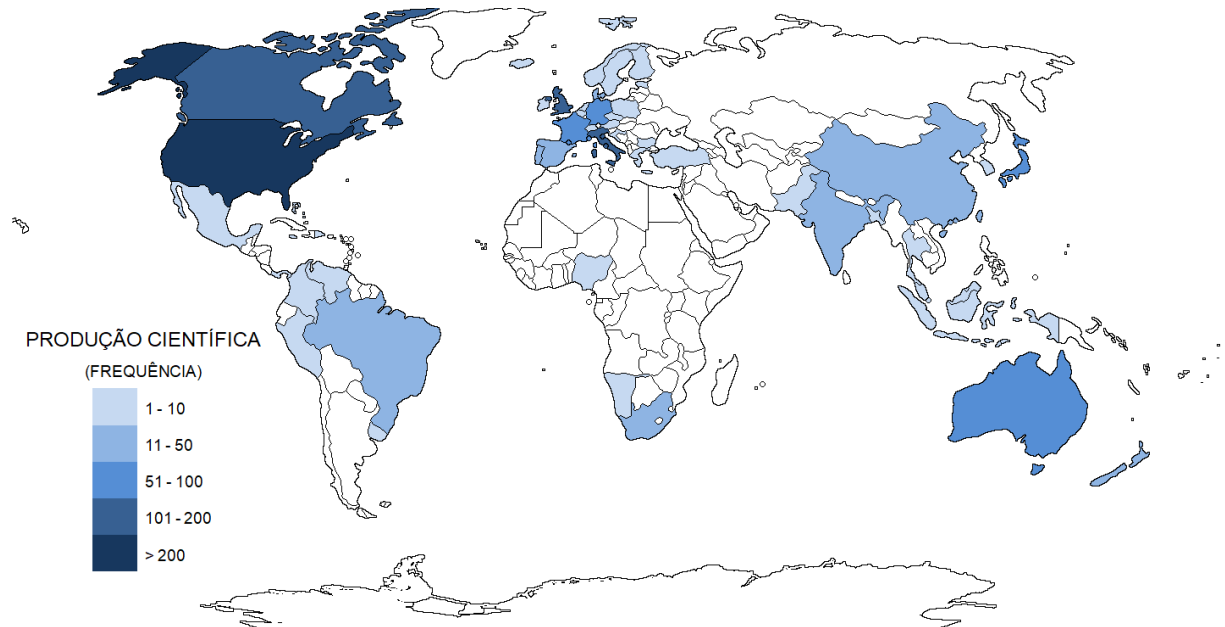 PRODUÇÃO CIENTÍFICA
(FREQUÊNCIA)
1 - 10
11 - 50
51 - 100
101 - 200
> 200